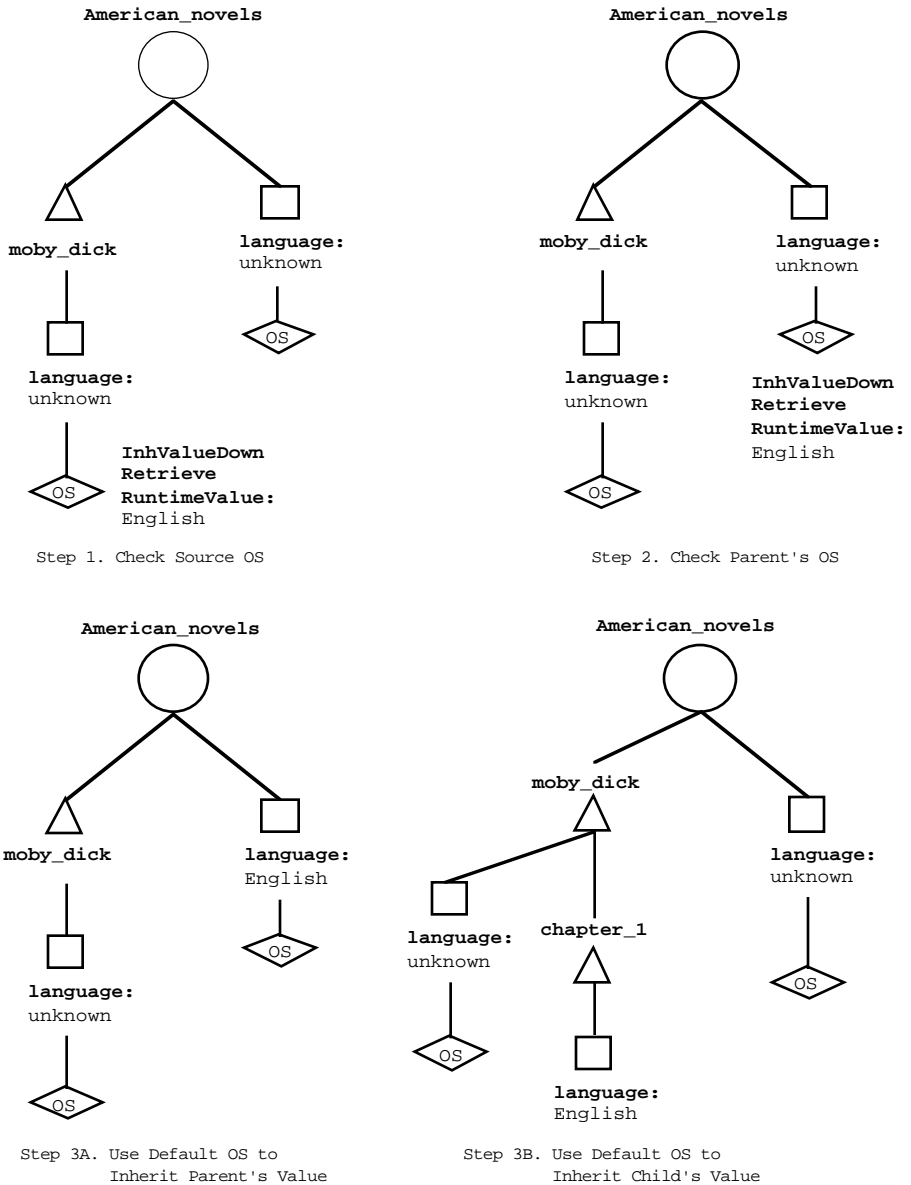 American_novels
moby_dick
language:
unknown
OS
language:
unknown
OS
InhValueDown
Retrieve
RuntimeValue:
English
Step 1. Check Source OS
American_novels
moby_dick
language:
unknown
OS
InhValueDown
Retrieve
RuntimeValue:
English
language:
unknown
OS
Step 2. Check Parent's OS
American_novels
moby_dick
language:
English
OS
language:
unknown
OS
Step 3A. Use Default OS to
Inherit Parent's Value
American_novels
moby_dick
language:
unknown
OS
language:
unknown
OS
chapter_1
language:
English
Step 3B. Use Default OS to
Inherit Child's Value